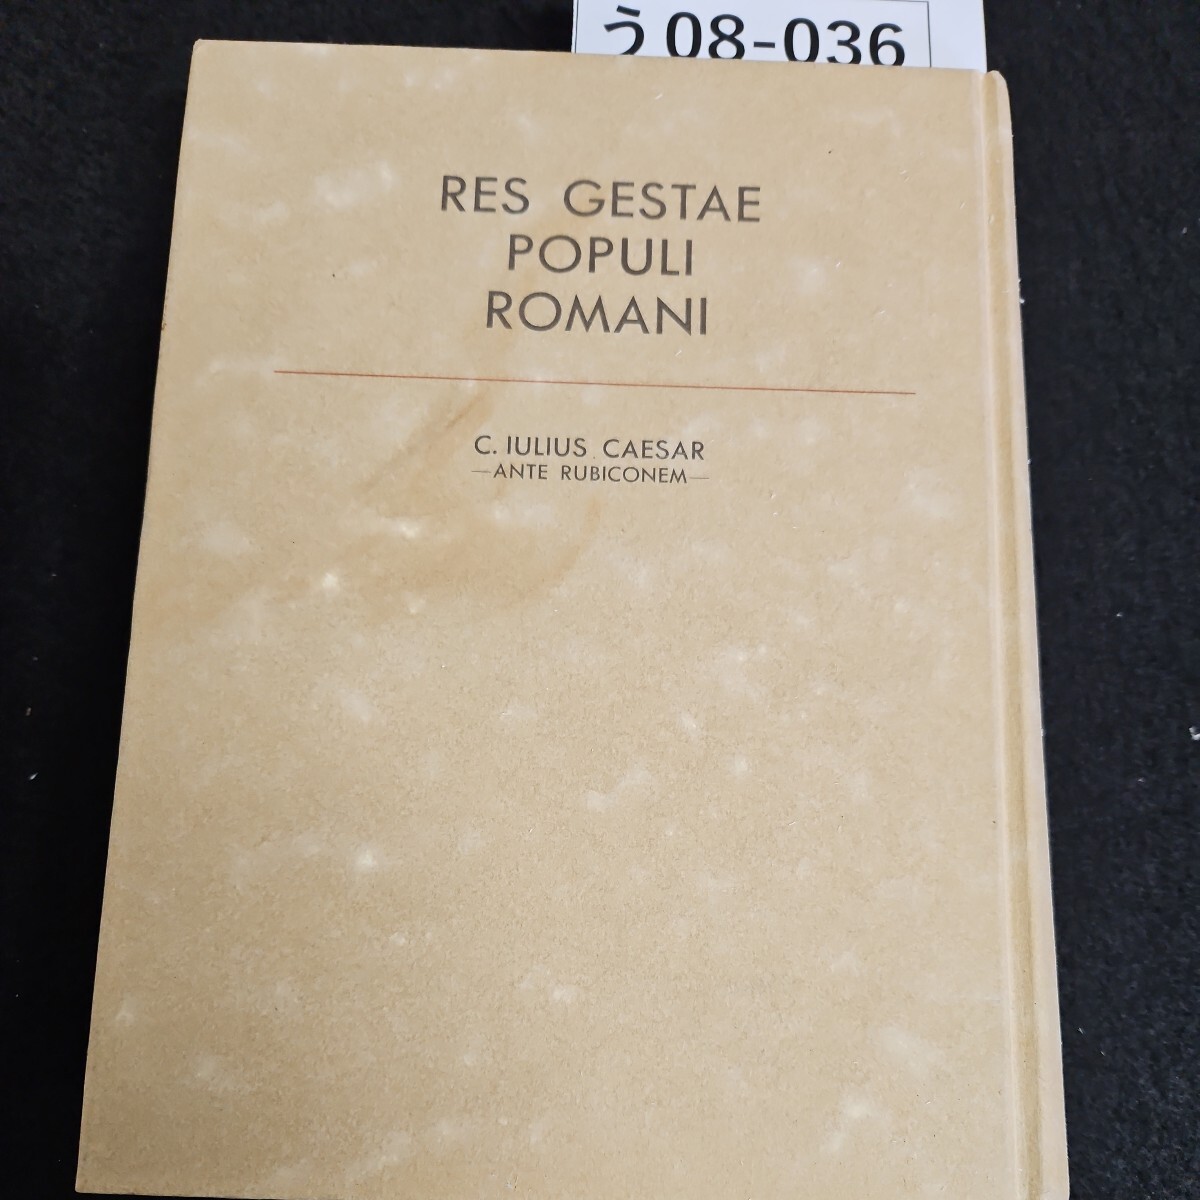 う08-036
RES GESTAE
POPULI
ROMANI
C. IULIUS CAESAR
—ANTE RUBICONEM—